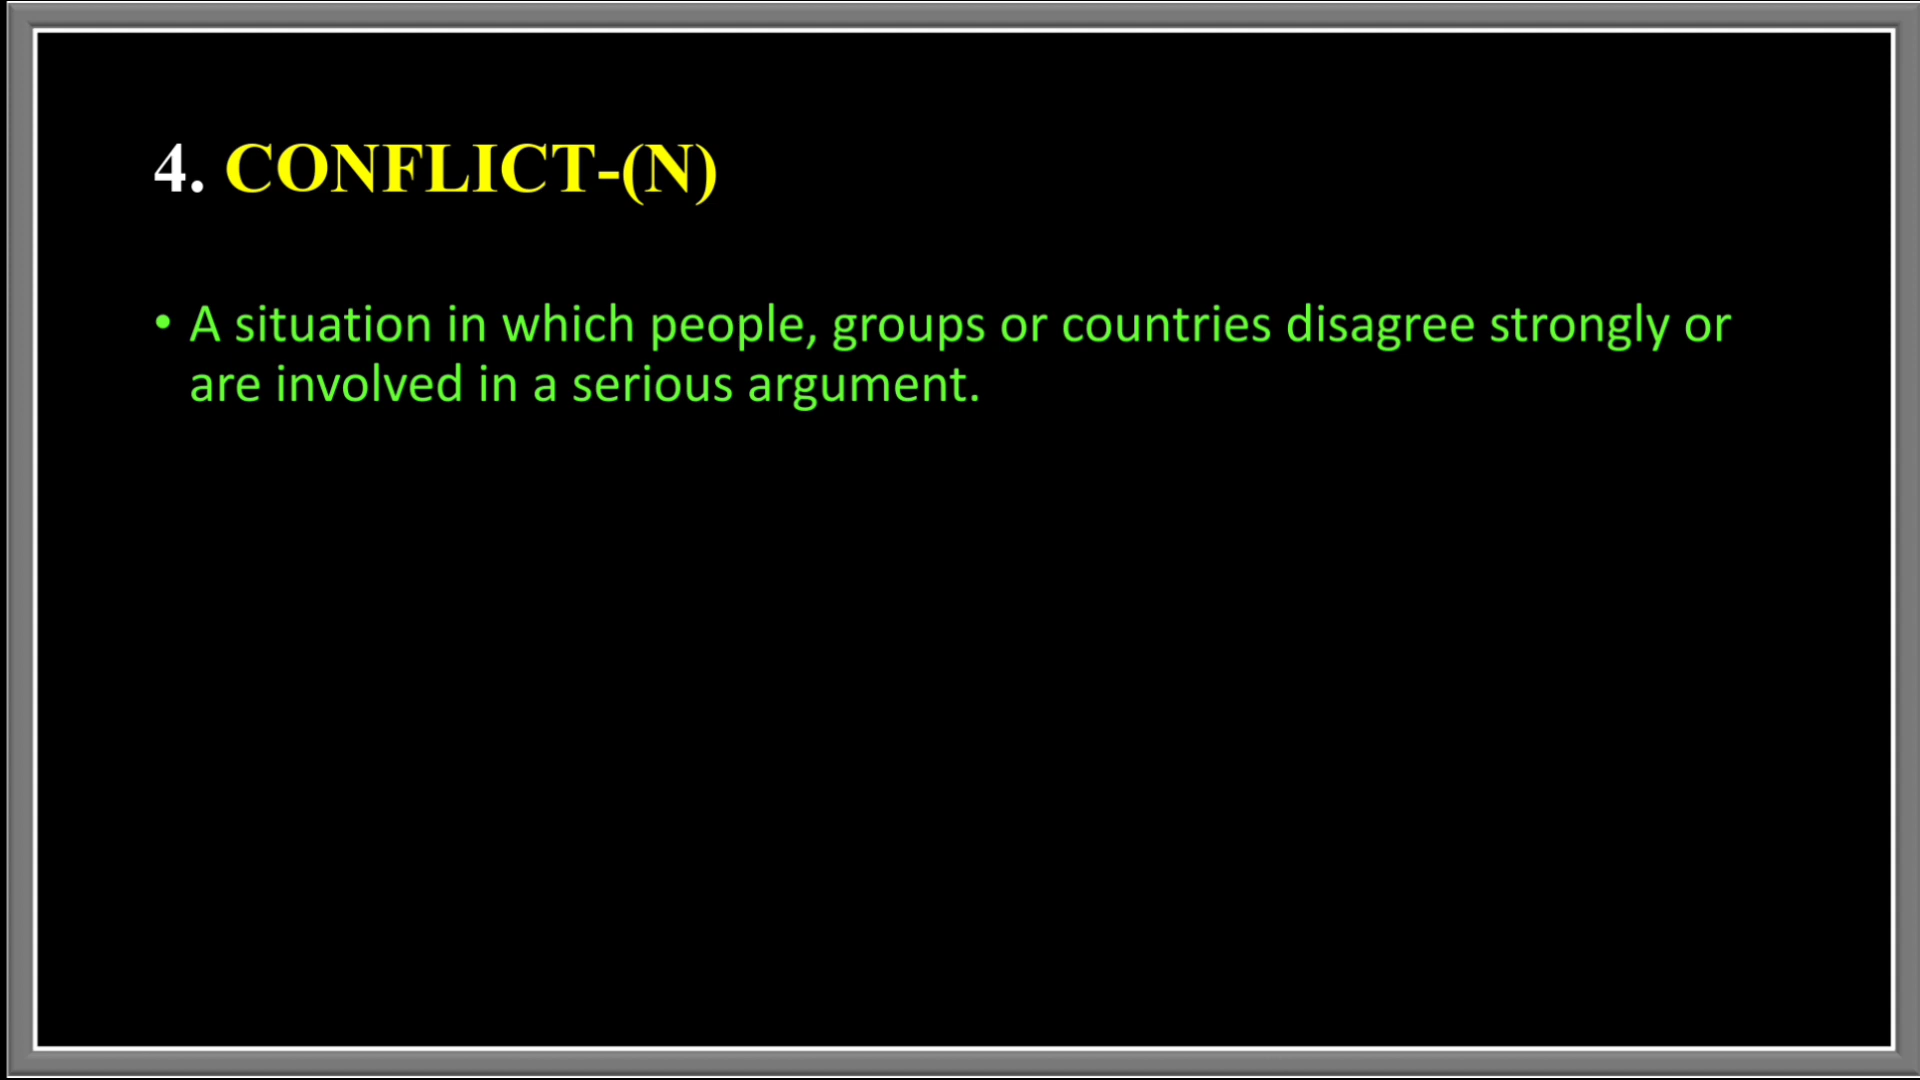 4. CONFLICT-(N)
• A situation in which people, groups or countries disagree strongly or
are involved in a serious argument.